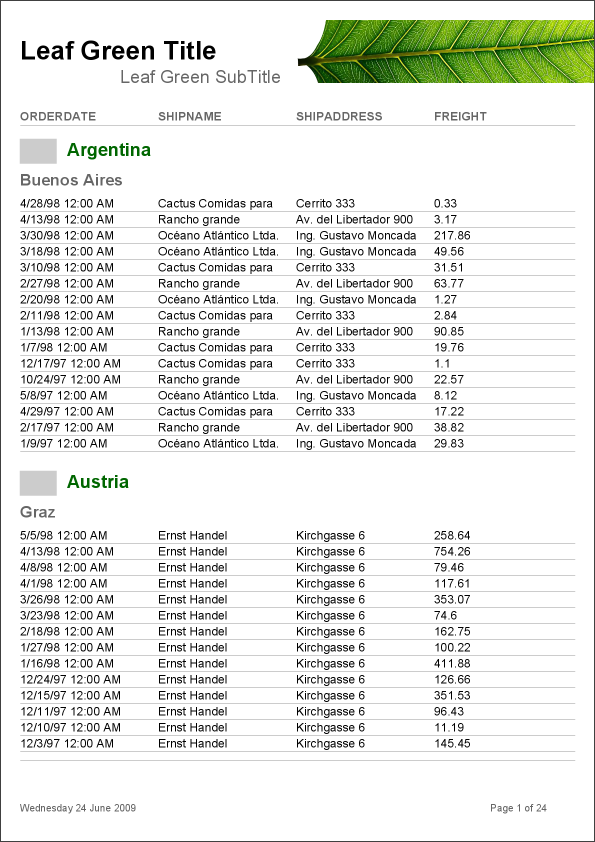 Leaf Green Title
Leaf Green SubTitle
ORDERDATE SHIPNAME SHIPADDRESS FREIGHT
Argentina
Buenos Aires
4/28/98 12:00 AM Cactus Comidas para Cerrito 333 0.33
4/13/98 12:00 AM Rancho grande Av. del Libertador 900 3.17
3/30/98 12:00 AM Océano Atlántico Ltda. Ing. Gustavo Moncada 217.86
3/18/98 12:00 AM Océano Atlántico Ltda. Ing. Gustavo Moncada 49.56
3/10/98 12:00 AM Cactus Comidas para Cerrito 333 31.51
2/27/98 12:00 AM Rancho grande Av. del Libertador 900 63.77
2/20/98 12:00 AM Océano Atlántico Ltda. Ing. Gustavo Moncada 1.27
2/11/98 12:00 AM Cactus Comidas para Cerrito 333 2.84
1/13/98 12:00 AM Rancho grande Av. del Libertador 900 90.85
1/7/98 12:00 AM Cactus Comidas para Cerrito 333 19.76
12/17/97 12:00 AM Cactus Comidas para Cerrito 333 1.1
10/24/97 12:00 AM Rancho grande Av. del Libertador 900 22.57
5/8/97 12:00 AM Océano Atlántico Ltda. Ing. Gustavo Moncada 8.12
4/29/97 12:00 AM Cactus Comidas para Cerrito 333 17.22
2/17/97 12:00 AM Rancho grande Av. del Libertador 900 38.82
1/9/97 12:00 AM Océano Atlántico Ltda. Ing. Gustavo Moncada 29.83
Austria
Graz
5/5/98 12:00 AM Ernst Handel Kirchgasse 6 258.64
4/13/98 12:00 AM Ernst Handel Kirchgasse 6 754.26
4/8/98 12:00 AM Ernst Handel Kirchgasse 6 79.46
4/1/98 12:00 AM Ernst Handel Kirchgasse 6 117.61
3/26/98 12:00 AM Ernst Handel Kirchgasse 6 353.07
3/23/98 12:00 AM Ernst Handel Kirchgasse 6 74.6
2/18/98 12:00 AM Ernst Handel Kirchgasse 6 162.75
1/27/98 12:00 AM Ernst Handel Kirchgasse 6 100.22
1/16/98 12:00 AM Ernst Handel Kirchgasse 6 411.88
12/24/97 12:00 AM Ernst Handel Kirchgasse 6 126.66
12/15/97 12:00 AM Ernst Handel Kirchgasse 6 351.53
12/11/97 12:00 AM Ernst Handel Kirchgasse 6 96.43
12/10/97 12:00 AM Ernst Handel Kirchgasse 6 11.19
12/3/97 12:00 AM Ernst Handel Kirchgasse 6 145.45
Wednesday 24 June 2009 Page 1 of 24